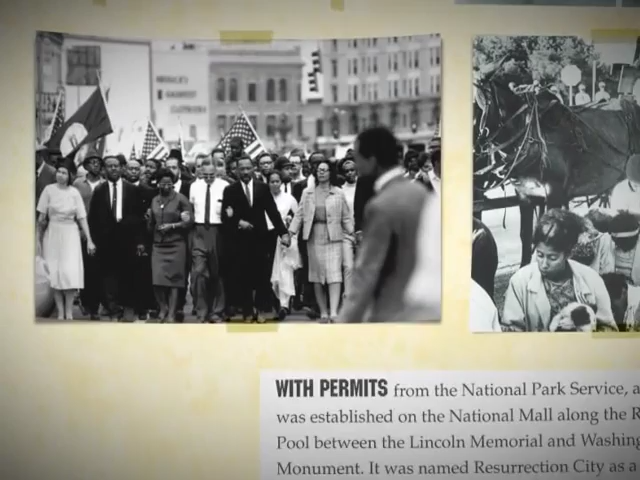 WITH PERMITS from the National Park Service, a
was established on the National Mall along the R
Pool between the Lincoln Memorial and Washing
Monument. It was named Resurrection City as a